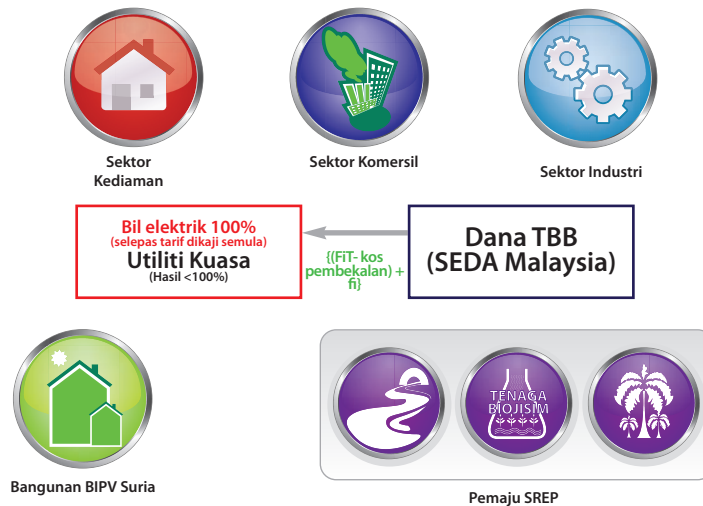 Sektor
Kediaman
Sektor Komersil
Sektor Industri
Bil elektrik 100%
(selepas tarif dikaji semula)
Utiliti Kuasa
(Hasil <100%)
{(FiT- kos
pembekalan) +
fi}
Dana TBB
(SEDA Malaysia)
TENAGA
BIOJISIM
Bangunan BIPV Suria
Pemaju SREP